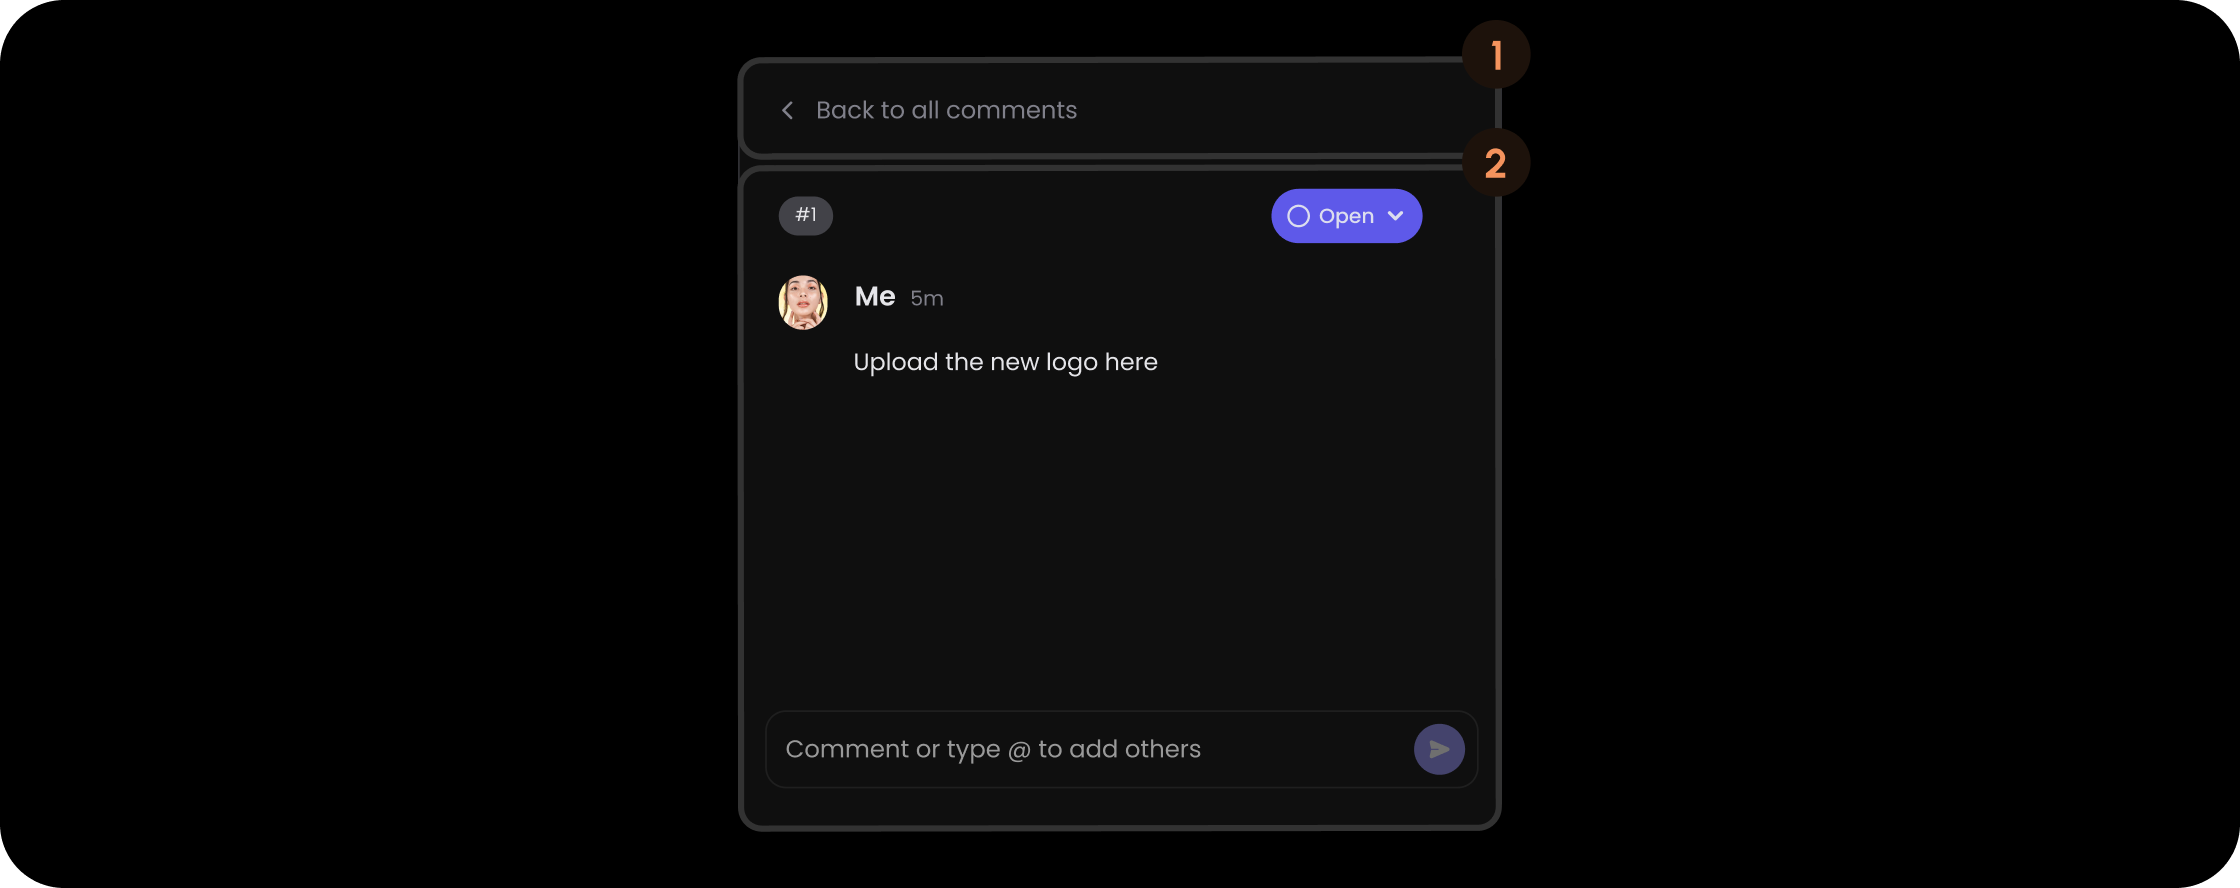 1
Back to all comments
2
#1
Open
Me 5m
Upload the new logo here
Comment or type @ to add others